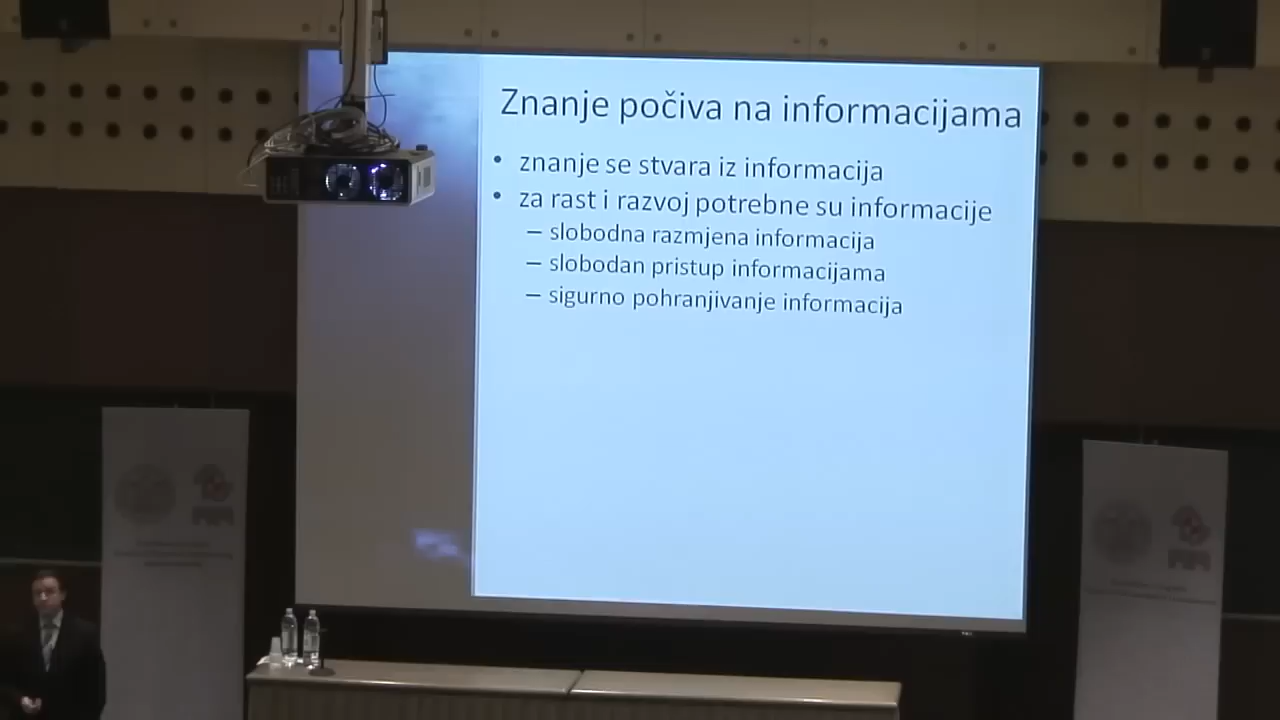 Znanje počiva na informacijama
• znanje se stvara iz informacija
• za rast i razvoj potrebne su informacije
– slobodna razmjena informacija
– slobodan pristup informacijama
– sigurno pohranjivanje informacija